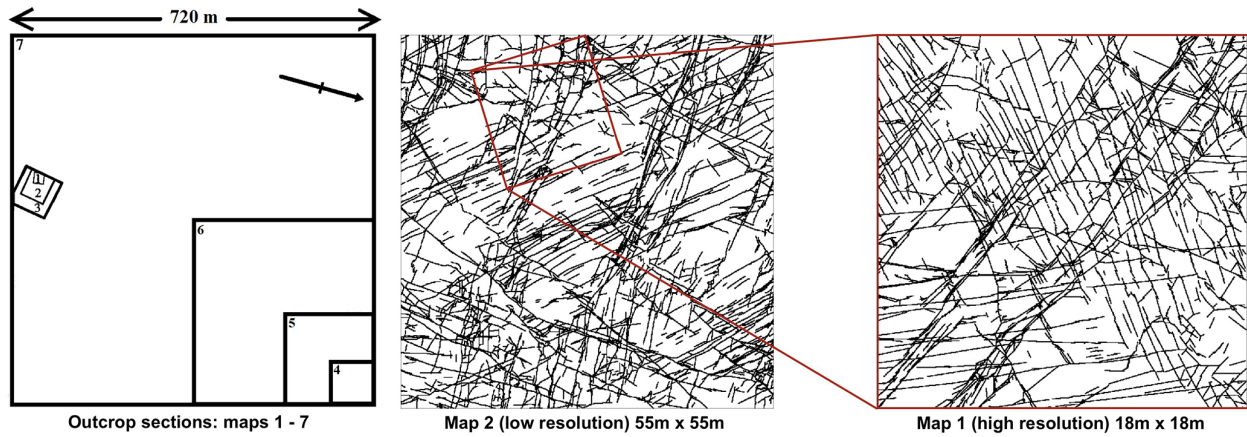 720 m
7
1
2
3
6
5
4
Outcrop sections: maps 1 - 7
Map 2 (low resolution) 55m x 55m
Map 1 (high resolution) 18m x 18m